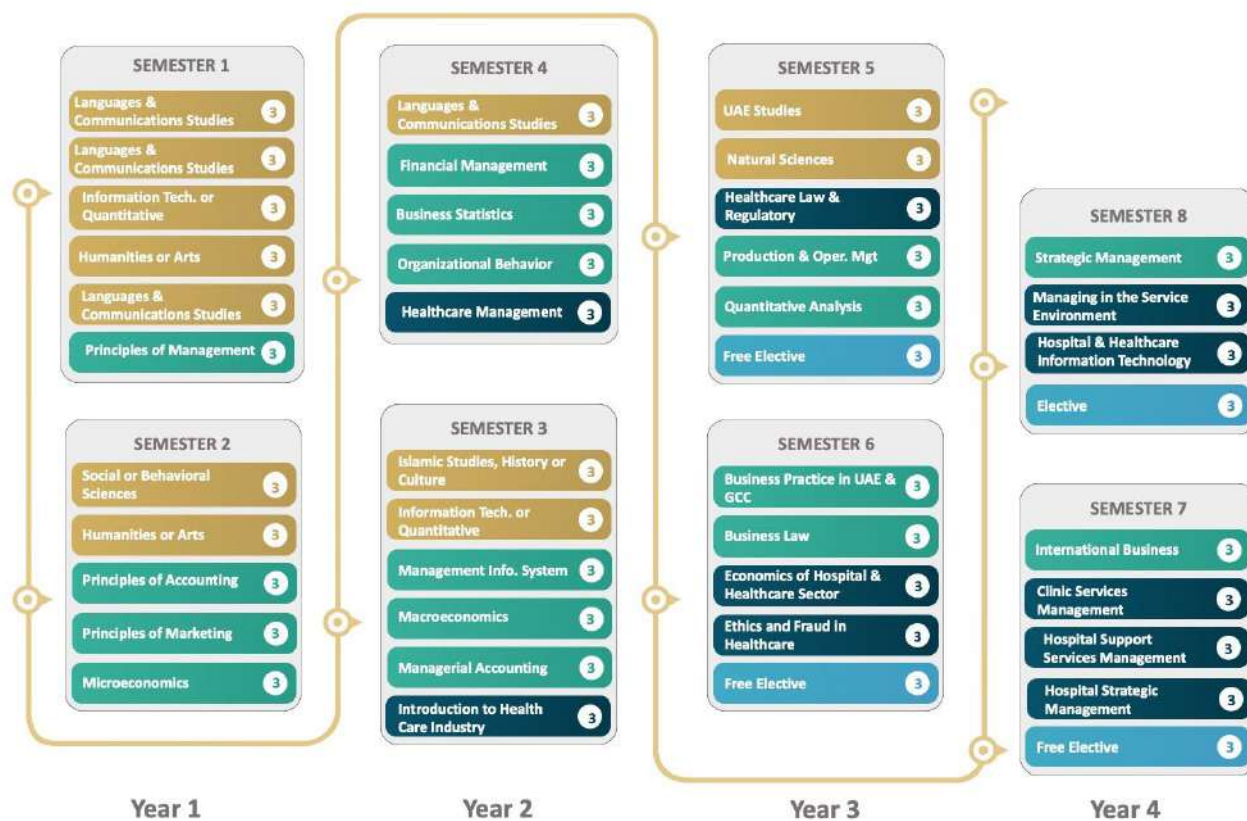 SEMESTER 1
Languages &
Communications Studies 3
Languages &
Communications Studies 3
Information Tech. or
Quantitative 3
Humanities or Arts 3
Languages &
Communications Studies 3
Principles of Management 3
SEMESTER 2
Social or Behavioral
Sciences 3
Humanities or Arts 3
Principles of Accounting 3
Principles of Marketing 3
Microeconomics 3
Year 1
SEMESTER 4
Languages &
Communications Studies 3
Financial Management 3
Business Statistics 3
Organizational Behavior 3
Healthcare Management 3
SEMESTER 3
Islamic Studies, History or
Culture 3
Information Tech. or
Quantitative 3
Management Info. System 3
Macroeconomics 3
Managerial Accounting 3
Introduction to Health
Care Industry 3
Year 2
SEMESTER 5
UAE Studies 3
Natural Sciences 3
Healthcare Law &
Regulatory 3
Production & Oper. Mgt 3
Quantitative Analysis 3
Free Elective 3
SEMESTER 6
Business Practice in UAE &
GCC 3
Business Law 3
Economics of Hospital &
Healthcare Sector 3
Ethics and Fraud in
Healthcare 3
Free Elective 3
Year 3
SEMESTER 8
Strategic Management 3
Managing in the Service
Environment 3
Hospital & Healthcare
Information Technology 3
Elective 3
SEMESTER 7
International Business 3
Clinic Services
Management 3
Hospital Support
Services Management 3
Hospital Strategic
Management 3
Free Elective 3
Year 4